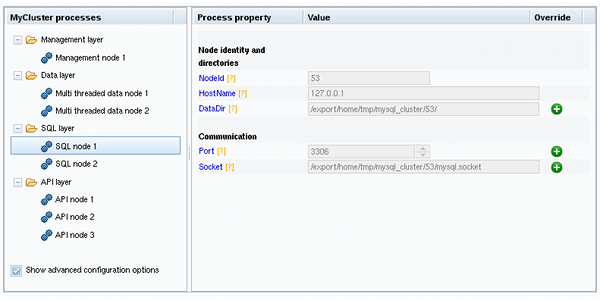 MyCluster processes
Management layer
Management node 1
Data layer
Multi threaded data node 1
Multi threaded data node 2
SQL layer
SQL node 1
SQL node 2
API layer
API node 1
API node 2
API node 3
Show advanced configuration options
Process property Value Override
Node identity and
directories
NodeId [?] 53
HostName [?] 127.0.0.1
DataDir [?] /export/home/tmp/mysql_cluster/53/
Communication
Port [?] 3306
Socket [?] /export/home/tmp/mysql_cluster/53/mysql.socket